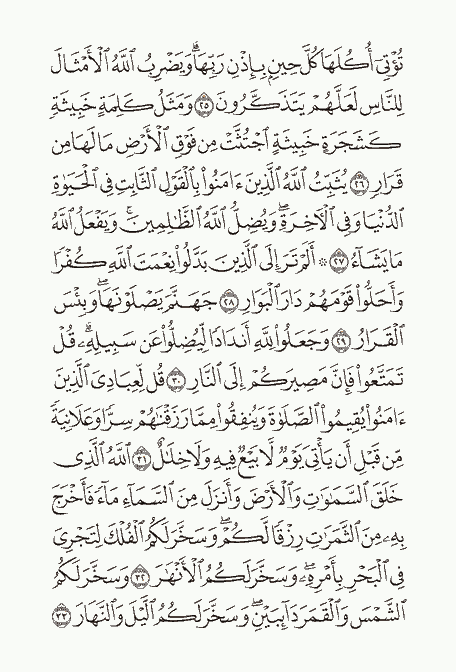 تُؤْتِىٓ أُكُلَهَا كُلَّ حِينٍۭ بِإِذْنِ رَبِّهَا ۗ وَيَضْرِبُ ٱللَّهُ ٱلْأَمْثَالَ
لِلنَّاسِ لَعَلَّهُمْ يَتَذَكَّرُونَ ٢٥ وَمَثَلُ كَلِمَةٍ خَبِيثَةٍ
كَشَجَرَةٍ خَبِيثَةٍ ٱجْتُثَّتْ مِن فَوْقِ ٱلْأَرْضِ مَا لَهَا مِن
قَرَارٍ ٢٦ يُثَبِّتُ ٱللَّهُ ٱلَّذِينَ ءَامَنُوا۟ بِٱلْقَوْلِ ٱلثَّابِتِ فِى ٱلْحَيَوٰةِ
ٱلدُّنْيَا وَفِى ٱلْءَاخِرَةِ ۖ وَيُضِلُّ ٱللَّهُ ٱلظَّـٰلِمِينَ ۚ وَيَفْعَلُ ٱللَّهُ
مَا يَشَآءُ ٢٧ ۞ أَلَمْ تَرَ إِلَى ٱلَّذِينَ بَدَّلُوا۟ نِعْمَتَ ٱللَّهِ كُفْرًا
وَأَحَلُّوا۟ قَوْمَهُمْ دَارَ ٱلْبَوَارِ ٢٨ جَهَنَّمَ يَصْلَوْنَهَا ۖ وَبِئْسَ
ٱلْقَرَارُ ٢٩ وَجَعَلُوا۟ لِلَّهِ أَندَادًا لِّيُضِلُّوا۟ عَن سَبِيلِهِۦ ۗ قُلْ
تَمَتَّعُوا۟ فَإِنَّ مَصِيرَكُمْ إِلَى ٱلنَّارِ ٣٠ قُل لِّعِبَادِىَ ٱلَّذِينَ
ءَامَنُوا۟ يُقِيمُوا۟ ٱلصَّلَوٰةَ وَيُنفِقُوا۟ مِمَّا رَزَقْنَـٰهُمْ سِرًّا وَعَلَانِيَةً
مِّن قَبْلِ أَن يَأْتِىَ يَوْمٌ لَّا بَيْعٌ فِيهِ وَلَا خِلَـٰلٌ ٣١ ٱللَّهُ ٱلَّذِى
خَلَقَ ٱلسَّمَـٰوَٰتِ وَٱلْأَرْضَ وَأَنزَلَ مِنَ ٱلسَّمَآءِ مَآءً فَأَخْرَجَ
بِهِۦ مِنَ ٱلثَّمَرَٰتِ رِزْقًا لَّكُمْ ۖ وَسَخَّرَ لَكُمُ ٱلْفُلْكَ لِتَجْرِىَ
فِى ٱلْبَحْرِ بِأَمْرِهِۦ ۖ وَسَخَّرَ لَكُمُ ٱلْأَنْهَـٰرَ ٣٢ وَسَخَّرَ لَكُمُ
ٱلشَّمْسَ وَٱلْقَمَرَ دَآئِبَيْنِ ۖ وَسَخَّرَ لَكُمُ ٱلَّيْلَ وَٱلنَّهَارَ ٣٣